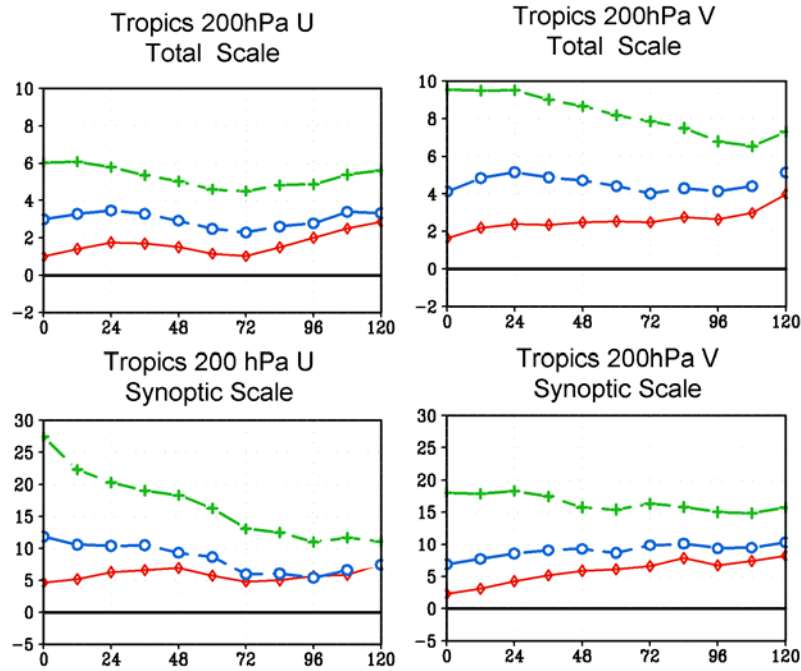 Tropics 200hPa U
Total Scale
10
8
6
4
2
0
-2
0 24 48 72 96 120
Tropics 200hPa V
Total Scale
10
8
6
4
2
0
-2
0 24 48 72 96 120
Tropics 200 hPa U
Synoptic Scale
30
25
20
15
10
5
0
-5
0 24 48 72 96 120
Tropics 200hPa V
Synoptic Scale
30
25
20
15
10
5
0
-5
0 24 48 72 96 120